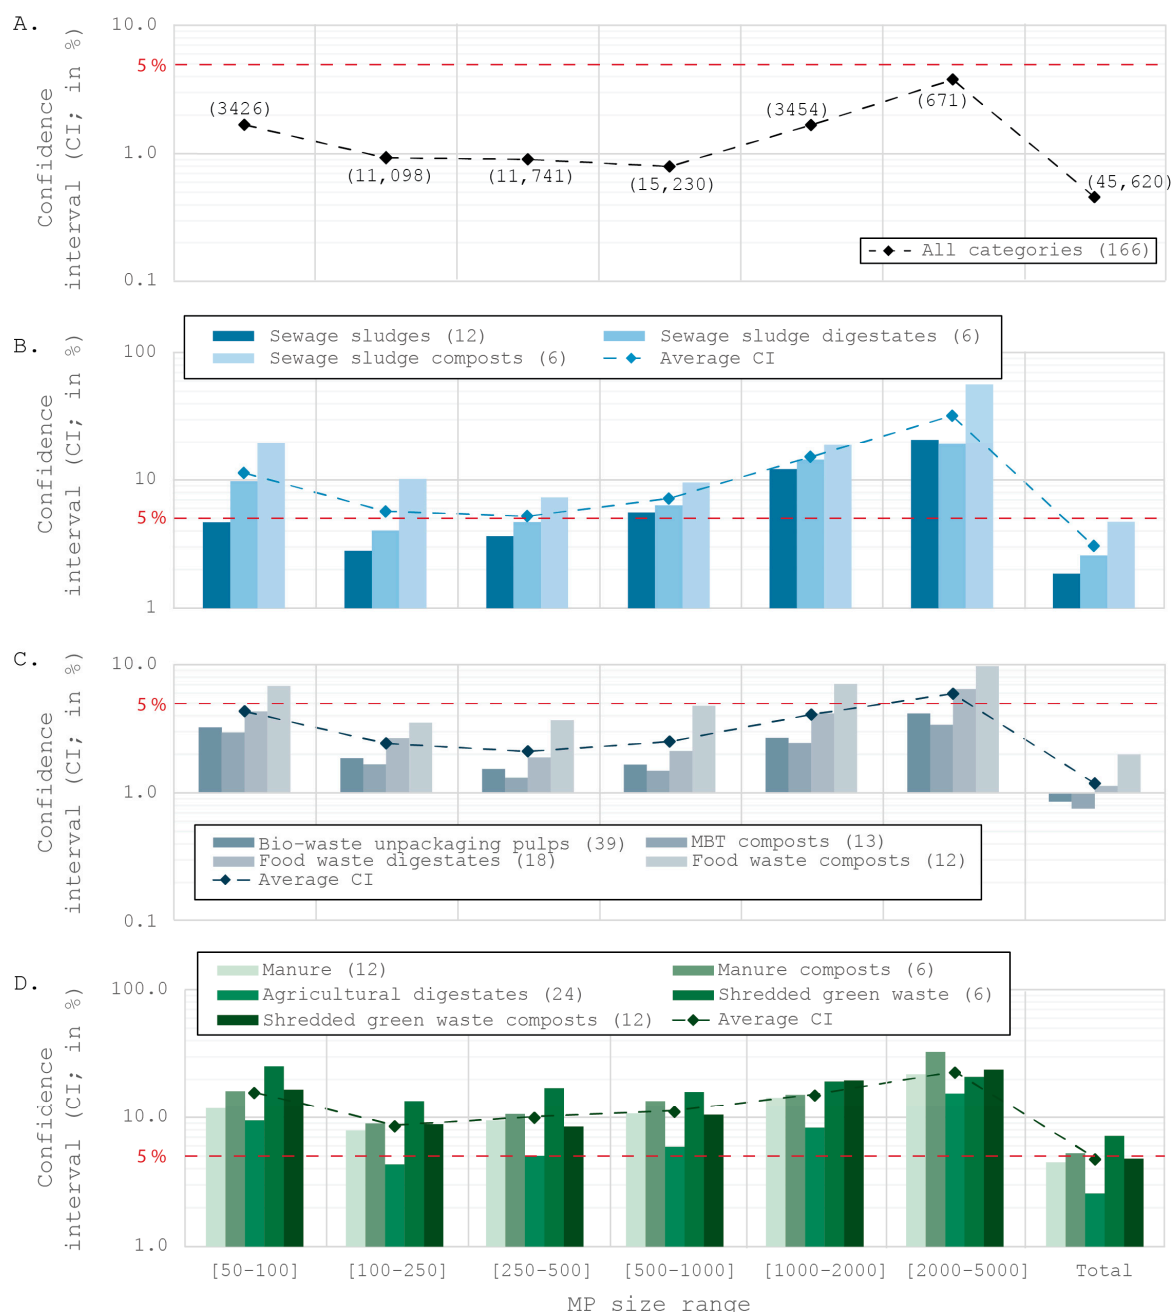 A.
Confidence
interval (CI; in %)
10.0
5 %
1.0
0.1
(3426)
(11,098)
(11,741)
(15,230)
(3454)
(671)
(45,620)
All categories (166)
B.
Confidence
interval (CI; in %)
100
10
5 %
1
Sewage sludges (12)
Sewage sludge digestates (6)
Sewage sludge composts (6)
Average CI
C.
Confidence
interval (CI; in %)
10.0
5 %
1.0
0.1
Bio-waste unpackaging pulps (39)
MBT composts (13)
Food waste digestates (18)
Food waste composts (12)
Average CI
D.
Confidence
interval (CI; in %)
100.0
10.0
5 %
1.0
Manure (12)
Manure composts (6)
Agricultural digestates (24)
Shredded green waste (6)
Shredded green waste composts (12)
Average CI
[50-100]
[100-250]
[250-500]
[500-1000]
[1000-2000]
[2000-5000]
Total
MP size range